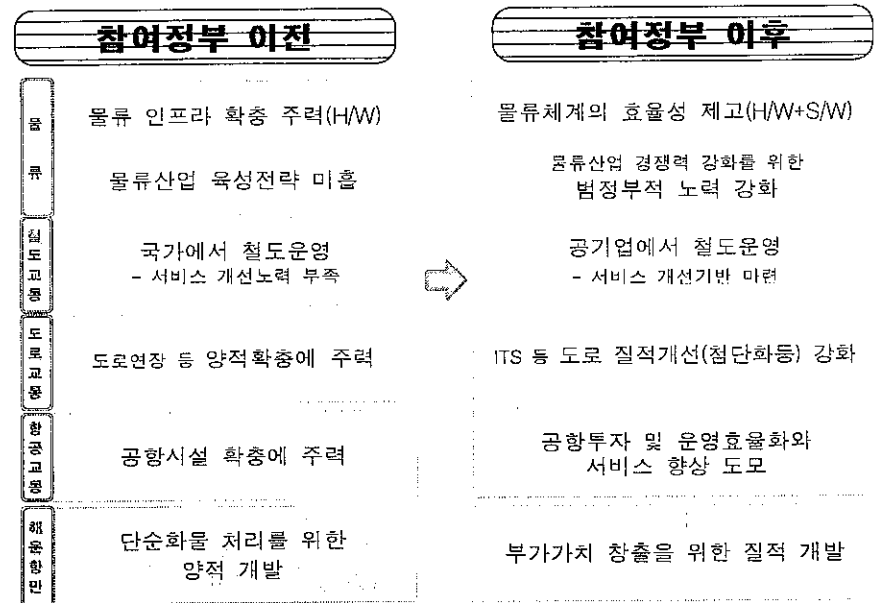 참여정부 이전
참여정부 이후
물류
물류 인프라 확충 주력(H/W)
물류체계의 효율성 제고(H/W+S/W)
물류산업 육성전략 미흡
물류산업 경쟁력 강화를 위한
범정부적 노력 강화
철도교통
국가에서 철도운영
- 서비스 개선노력 부족
공기업에서 철도운영
- 서비스 개선기반 마련
도로교통
도로연장 등 양적확충에 주력
ITS 등 도로 질적개선(첨단화등) 강화
항공교통
공항시설 확충에 주력
공항투자 및 운영효율화와
서비스 향상 도모
해운항만
단순화물 처리를 위한
양적 개발
부가가치 창출을 위한 질적 개발